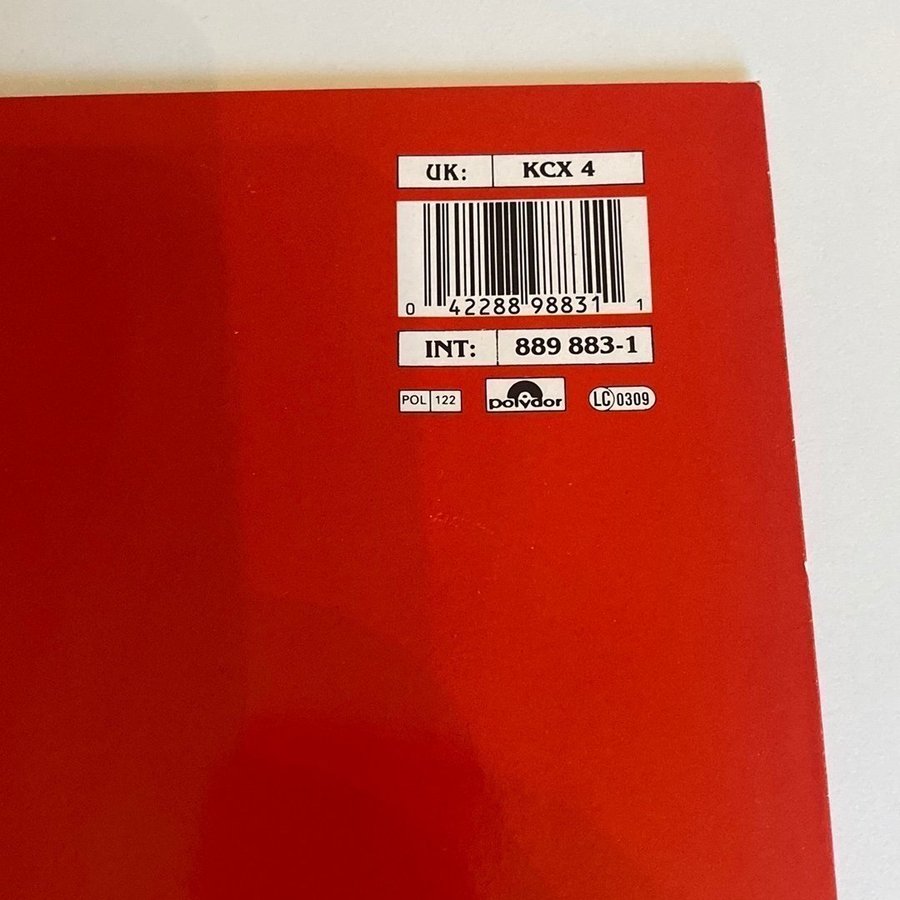 UK: KCX 4
0 42288 98831 1
INT: 889 883-1
POL 122 polydor LC 0309